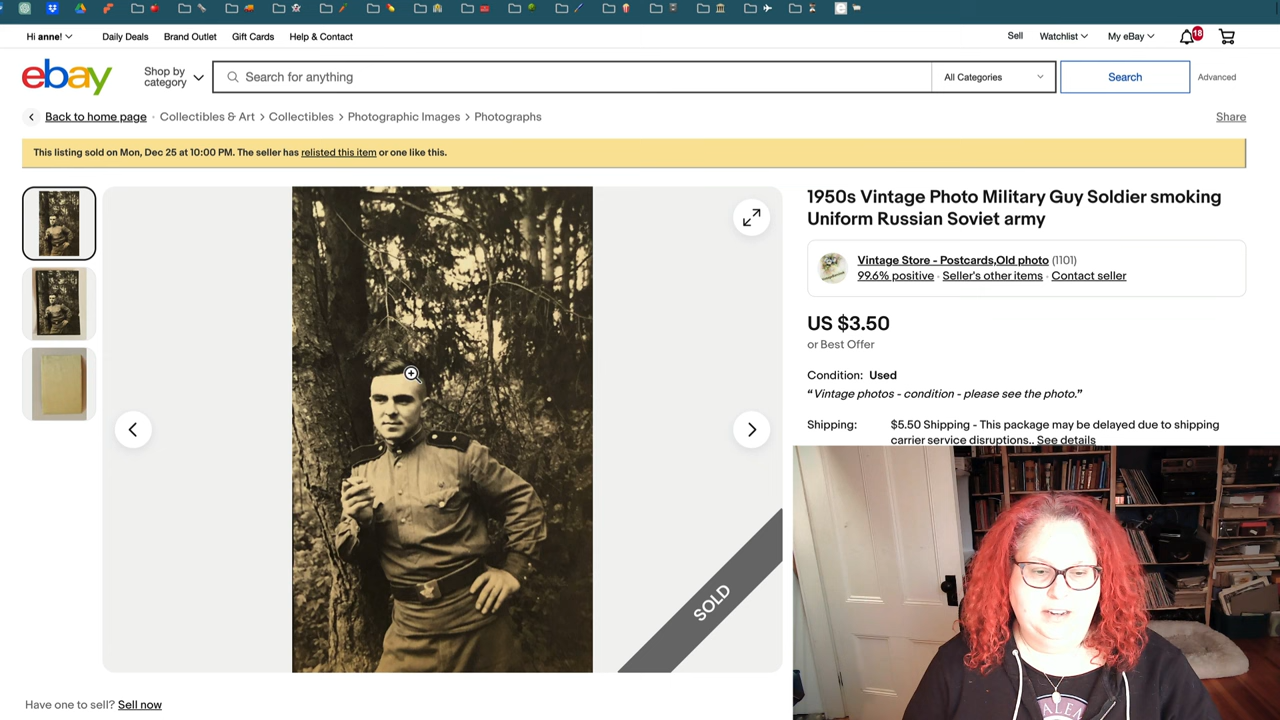 Hi anne!
Daily Deals
Brand Outlet
Gift Cards
Help & Contact
Sell
Watchlist
My eBay
18
ebay
Shop by
category
Search for anything
All Categories
Search
Advanced
Back to home page · Collectibles & Art > Collectibles > Photographic Images > Photographs
Share
This listing sold on Mon, Dec 25 at 10:00 PM. The seller has relisted this item or one like this.
1950s Vintage Photo Military Guy Soldier smoking
Uniform Russian Soviet army
Vintage Store - Postcards,Old photo (1101)
99.6% positive · Seller's other items · Contact seller
US $3.50
or Best Offer
Condition: Used
“Vintage photos - condition - please see the photo.”
Shipping: $5.50 Shipping - This package may be delayed due to shipping
carrier service disruptions.. See details
SOLD
Have one to sell? Sell now
ALEM